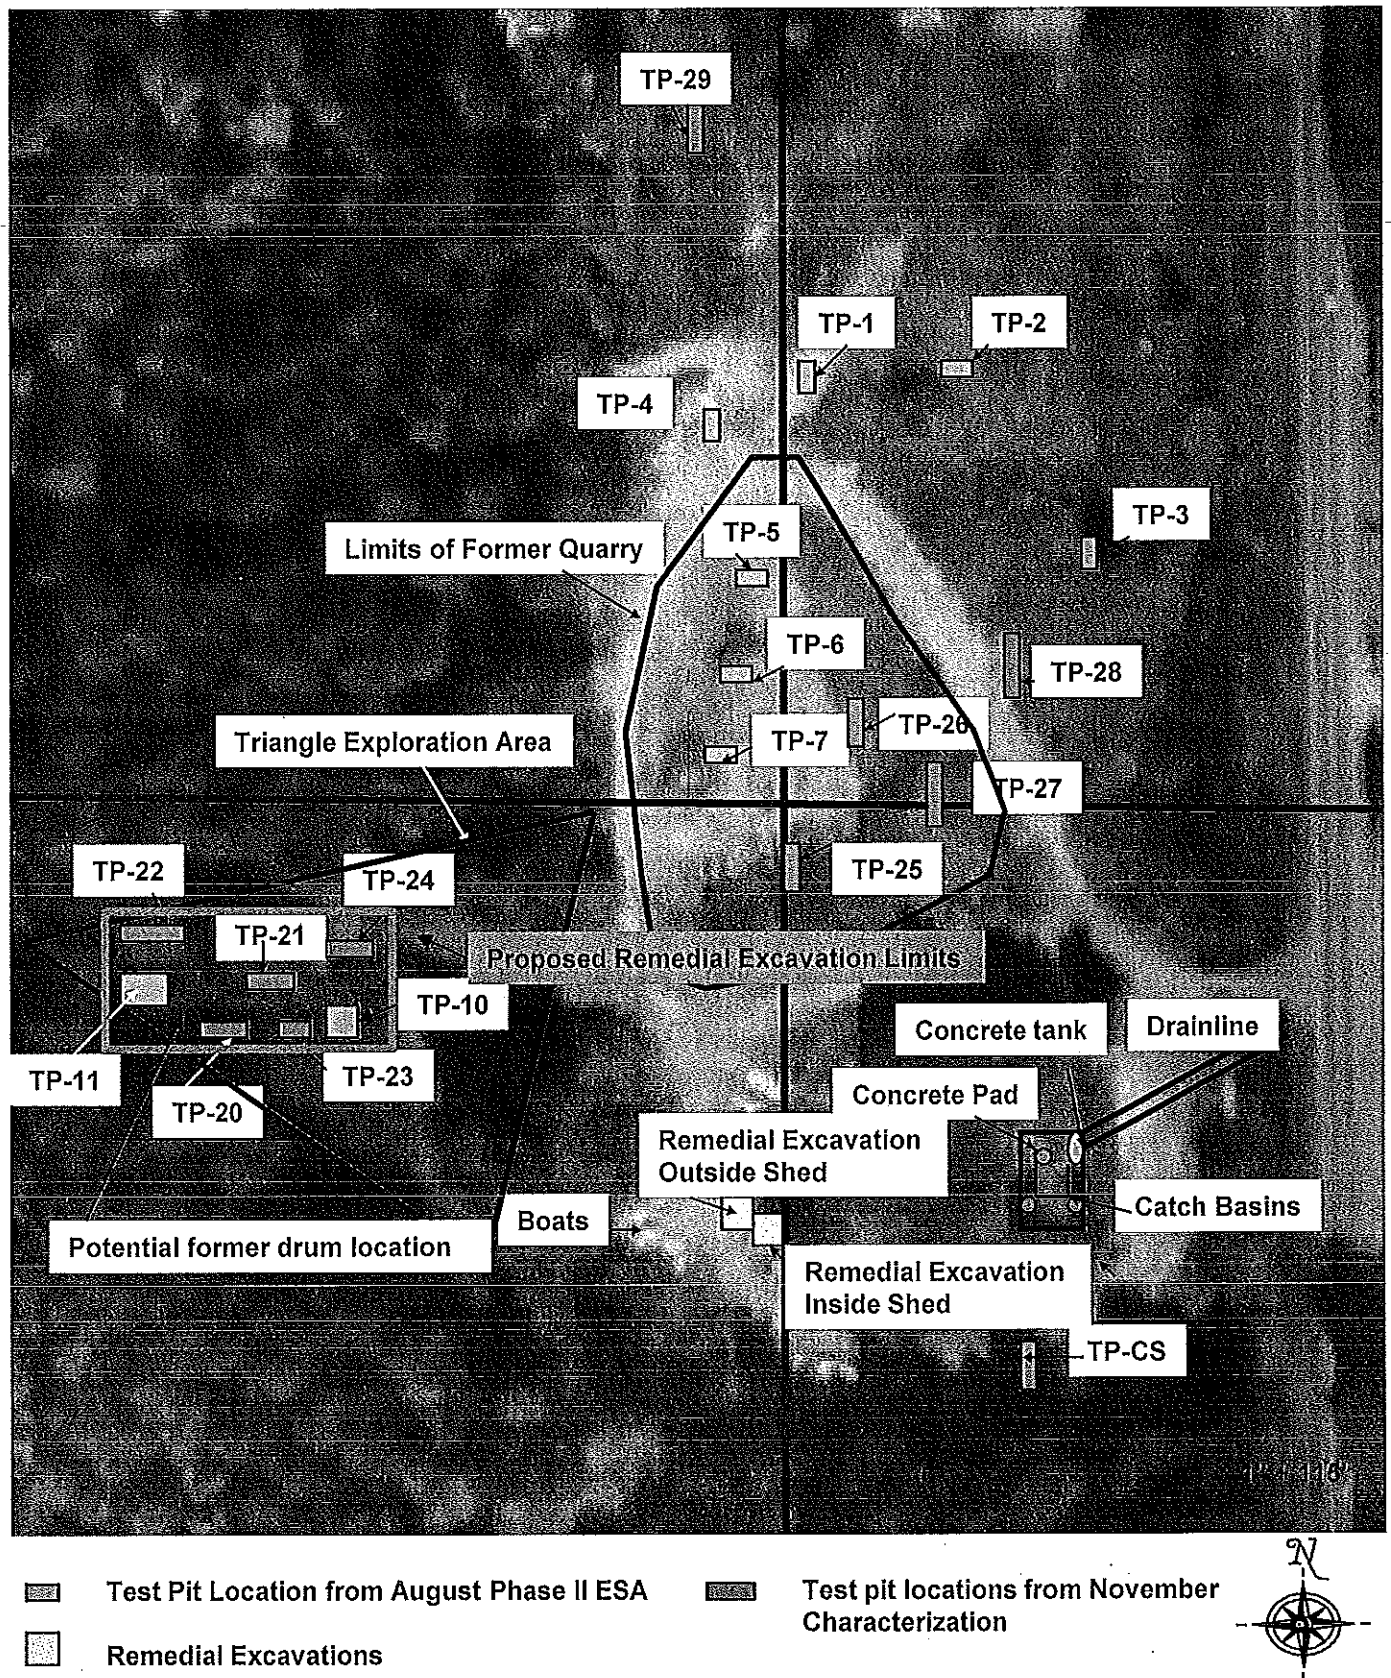 TP-29
TP-1
TP-2
TP-4
TP-3
TP-5
Limits of Former Quarry
TP-6
TP-28
TP-26
TP-7
Triangle Exploration Area
TP-27
TP-22
TP-24
TP-25
TP-21
Proposed Remedial Excavation Limits
TP-10
Concrete tank
Drainline
TP-11
TP-23
Concrete Pad
TP-20
Remedial Excavation
Outside Shed
Boats
Catch Basins
Potential former drum location
Remedial Excavation
Inside Shed
TP-CS
N
Test Pit Location from August Phase II ESA
Test pit locations from November
Characterization
Remedial Excavations